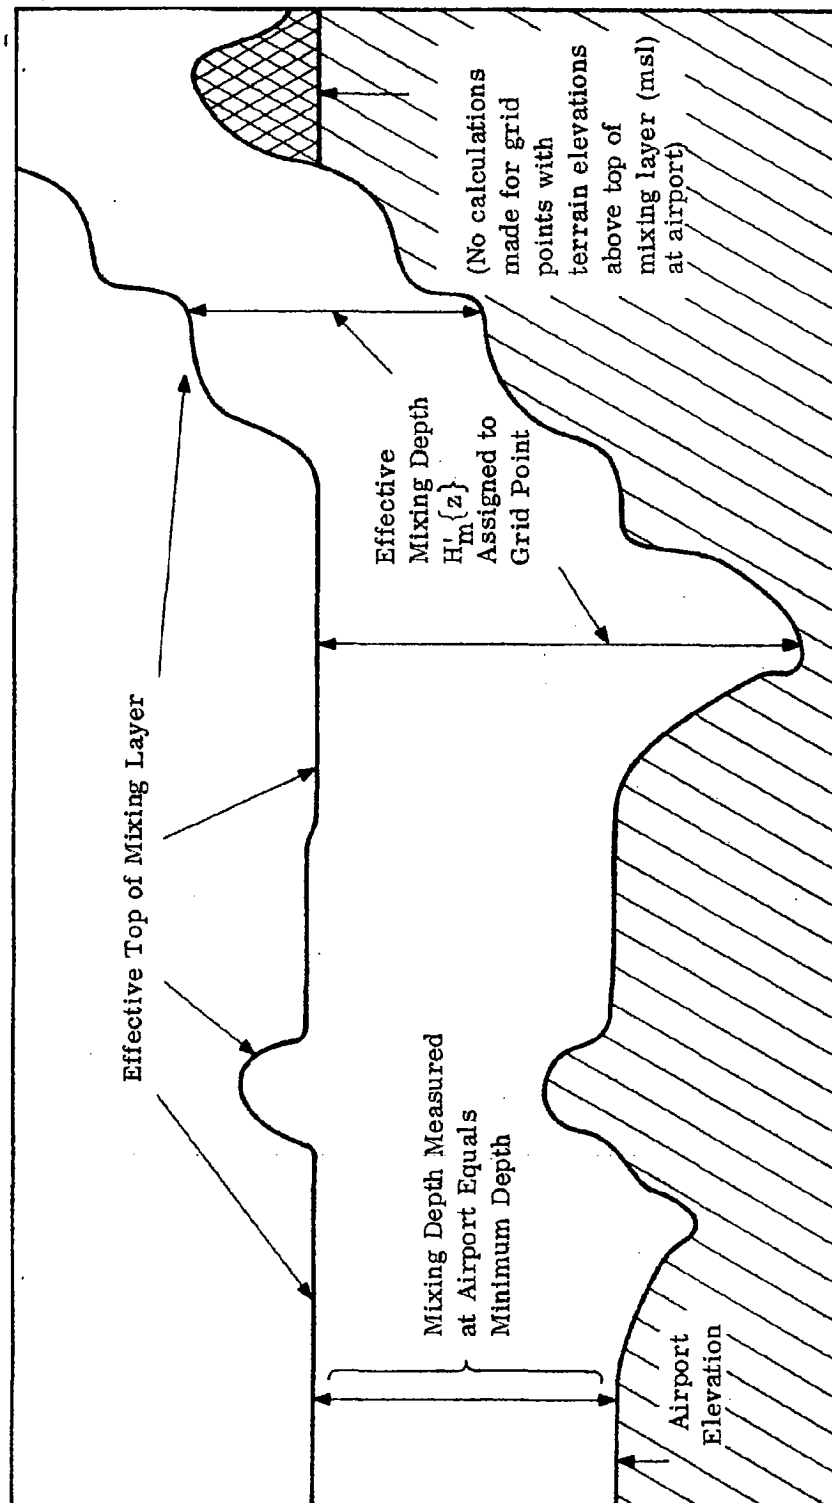 Effective Top of Mixing Layer
(No calculations
made for grid
points with
terrain elevations
above top of
mixing layer (msl)
at airport)
Effective
Mixing Depth
H'm{z}
Assigned to
Grid Point
Mixing Depth Measured
at Airport Equals
Minimum Depth
Airport
Elevation